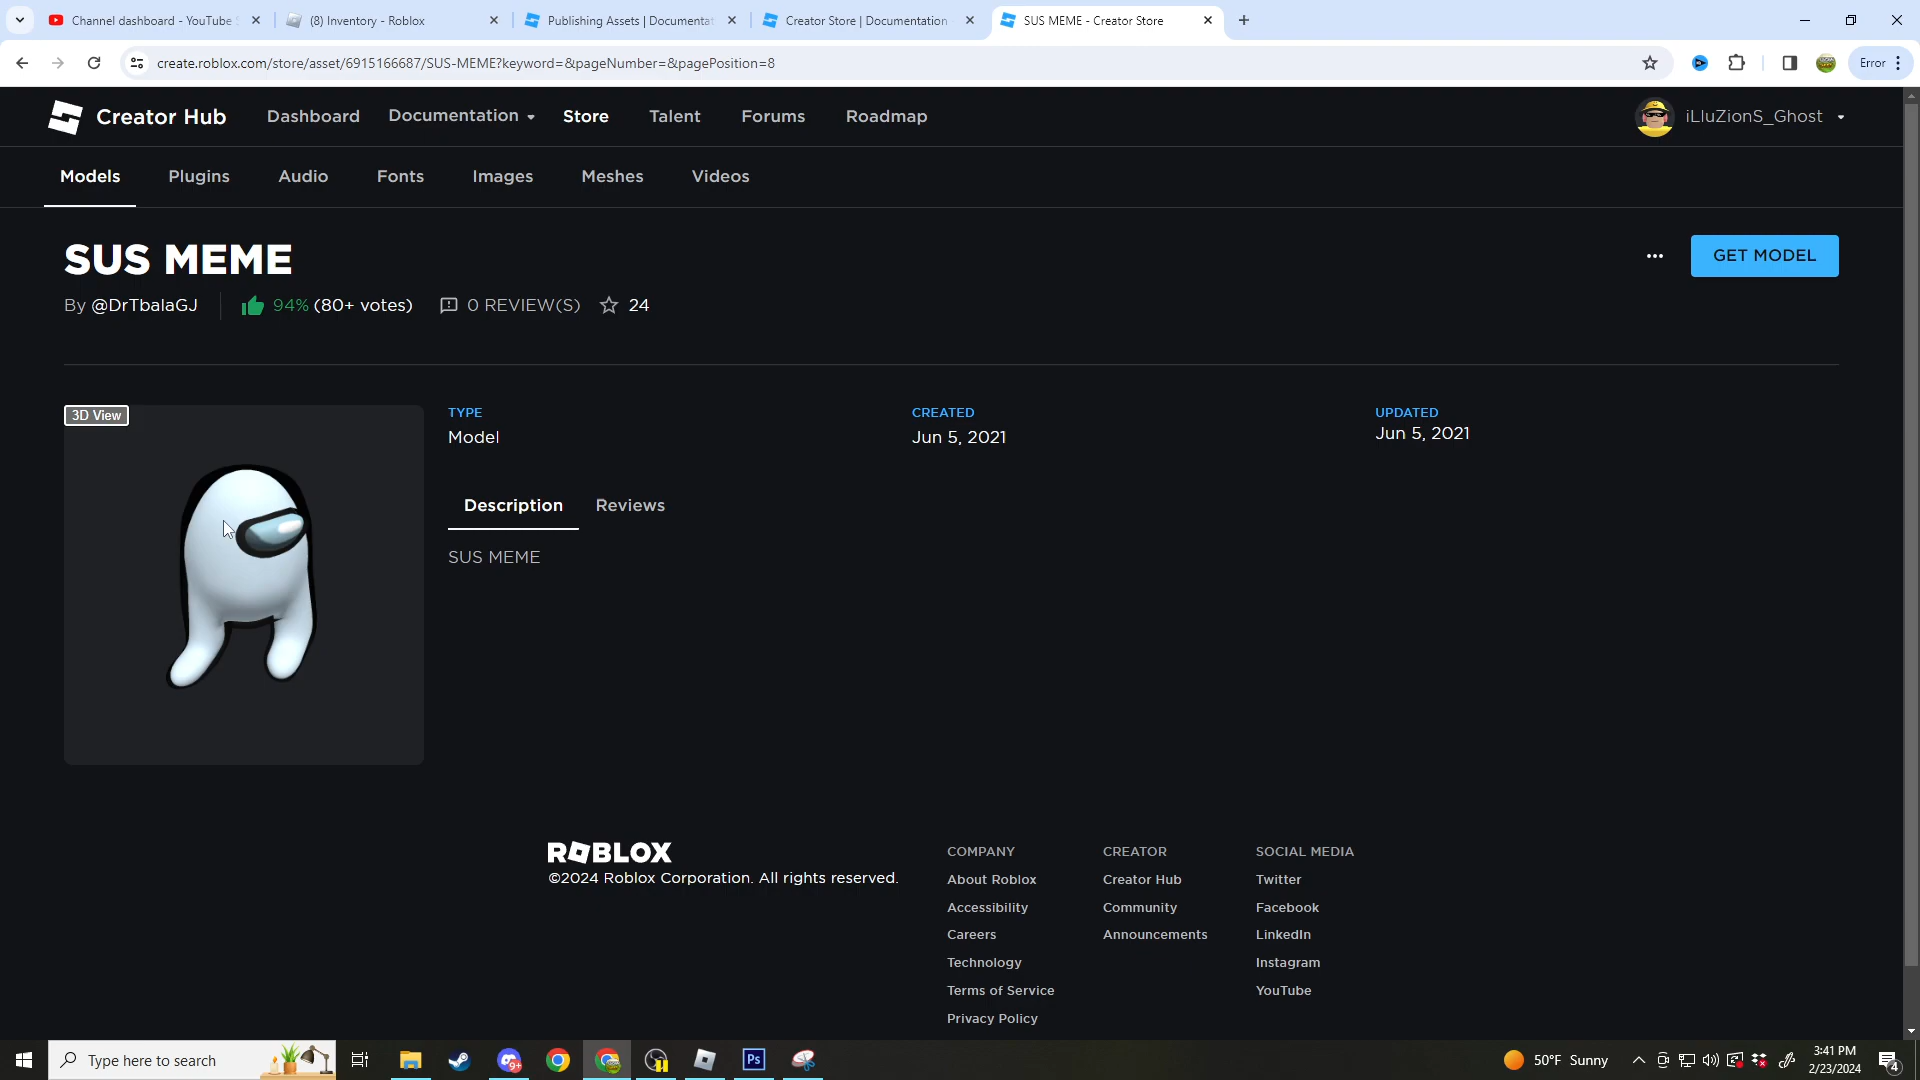 Channel dashboard - YouTube S
(8) Inventory - Roblox
Publishing Assets | Documentat
Creator Store | Documentation
SUS MEME - Creator Store
create.roblox.com/store/asset/6915166687/SUS-MEME?keyword=&pageNumber=&pagePosition=8
Error
Creator Hub
Dashboard
Documentation
Store
Talent
Forums
Roadmap
iLluZionS_Ghost
Models
Plugins
Audio
Fonts
Images
Meshes
Videos
SUS MEME
GET MODEL
By @DrTbalaGJ
94% (80+ votes)
0 REVIEW(S)
24
3D View
TYPE
Model
CREATED
Jun 5, 2021
UPDATED
Jun 5, 2021
Description
Reviews
SUS MEME
ROBLOX
©2024 Roblox Corporation. All rights reserved.
COMPANY
About Roblox
Accessibility
Careers
Technology
Terms of Service
Privacy Policy
CREATOR
Creator Hub
Community
Announcements
SOCIAL MEDIA
Twitter
Facebook
LinkedIn
Instagram
YouTube
Type here to search
9+
Ps
50°F Sunny
3:41 PM
2/23/2024
4